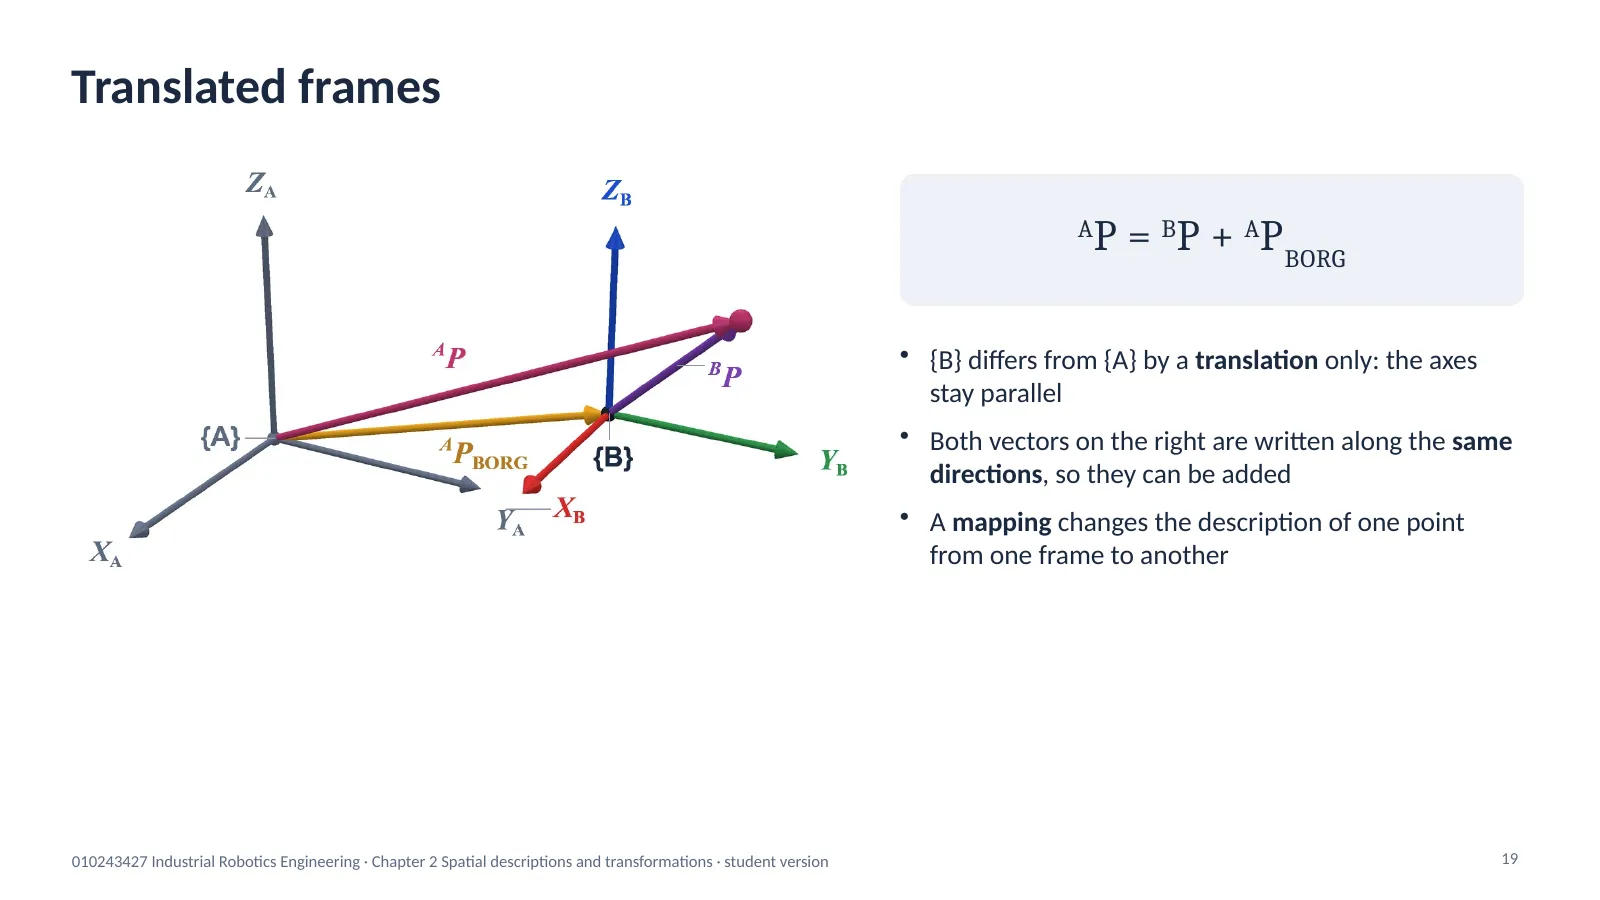 Translated frames
Z_A
Z_B
^A P
^B P
{A}
^A P_BORG
{B}
Y_B
X_B
Y_A
X_A
^A P = ^B P + ^A P_BORG
• {B} differs from {A} by a translation only: the axes
stay parallel
• Both vectors on the right are written along the same
directions, so they can be added
• A mapping changes the description of one point
from one frame to another
010243427 Industrial Robotics Engineering · Chapter 2 Spatial descriptions and transformations · student version
19